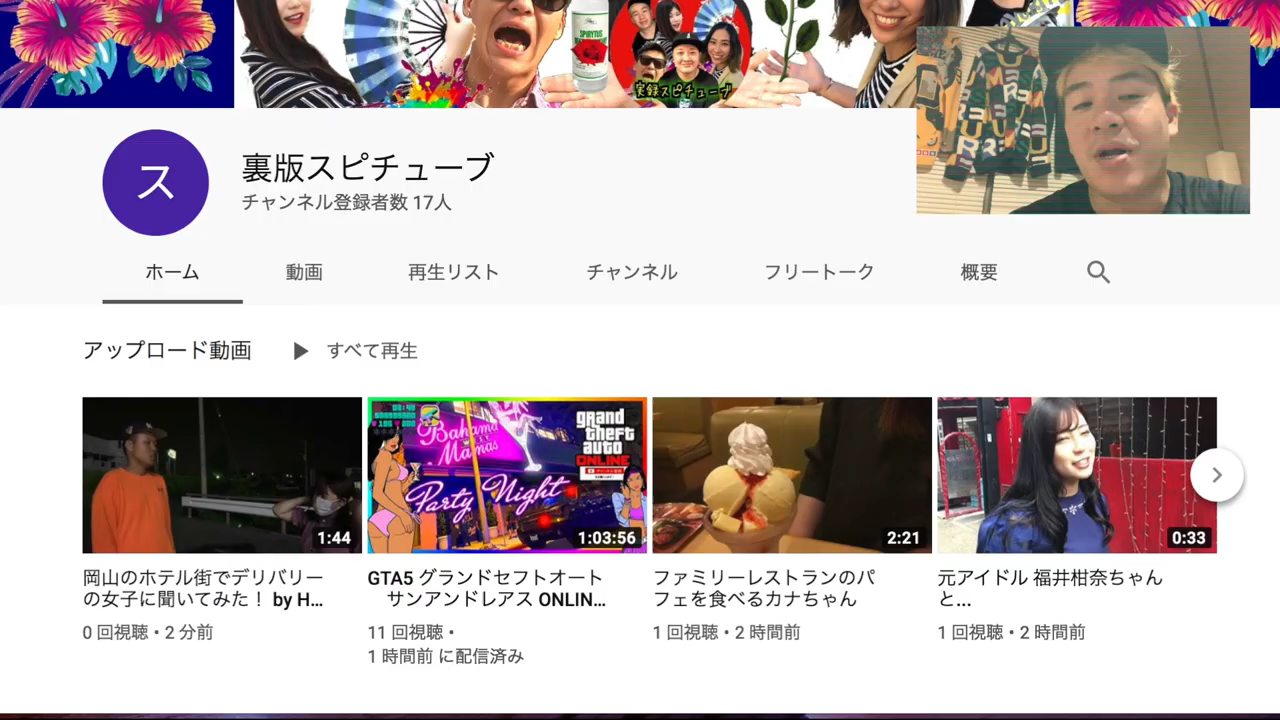 SPIRYTUS
実録スピチューブ
ス
裏版スピチューブ
チャンネル登録者数 17人
ホーム
動画
再生リスト
チャンネル
フリートーク
概要
アップロード動画
すべて再生
1:44
Bahama
Mamas
Party Night
grand
theft
auto
ONLINE
1:03:56
2:21
0:33
岡山のホテル街でデリバリー
の女子に聞いてみた！ by H...
0 回視聴・2 分前
GTA5 グランドセフトオート
サンアンドレアス ONLIN...
11 回視聴・
1 時間前 に配信済み
ファミリーレストランのパ
フェを食べるカナちゃん
1 回視聴・2 時間前
元アイドル 福井柑奈ちゃん
と...
1 回視聴・2 時間前